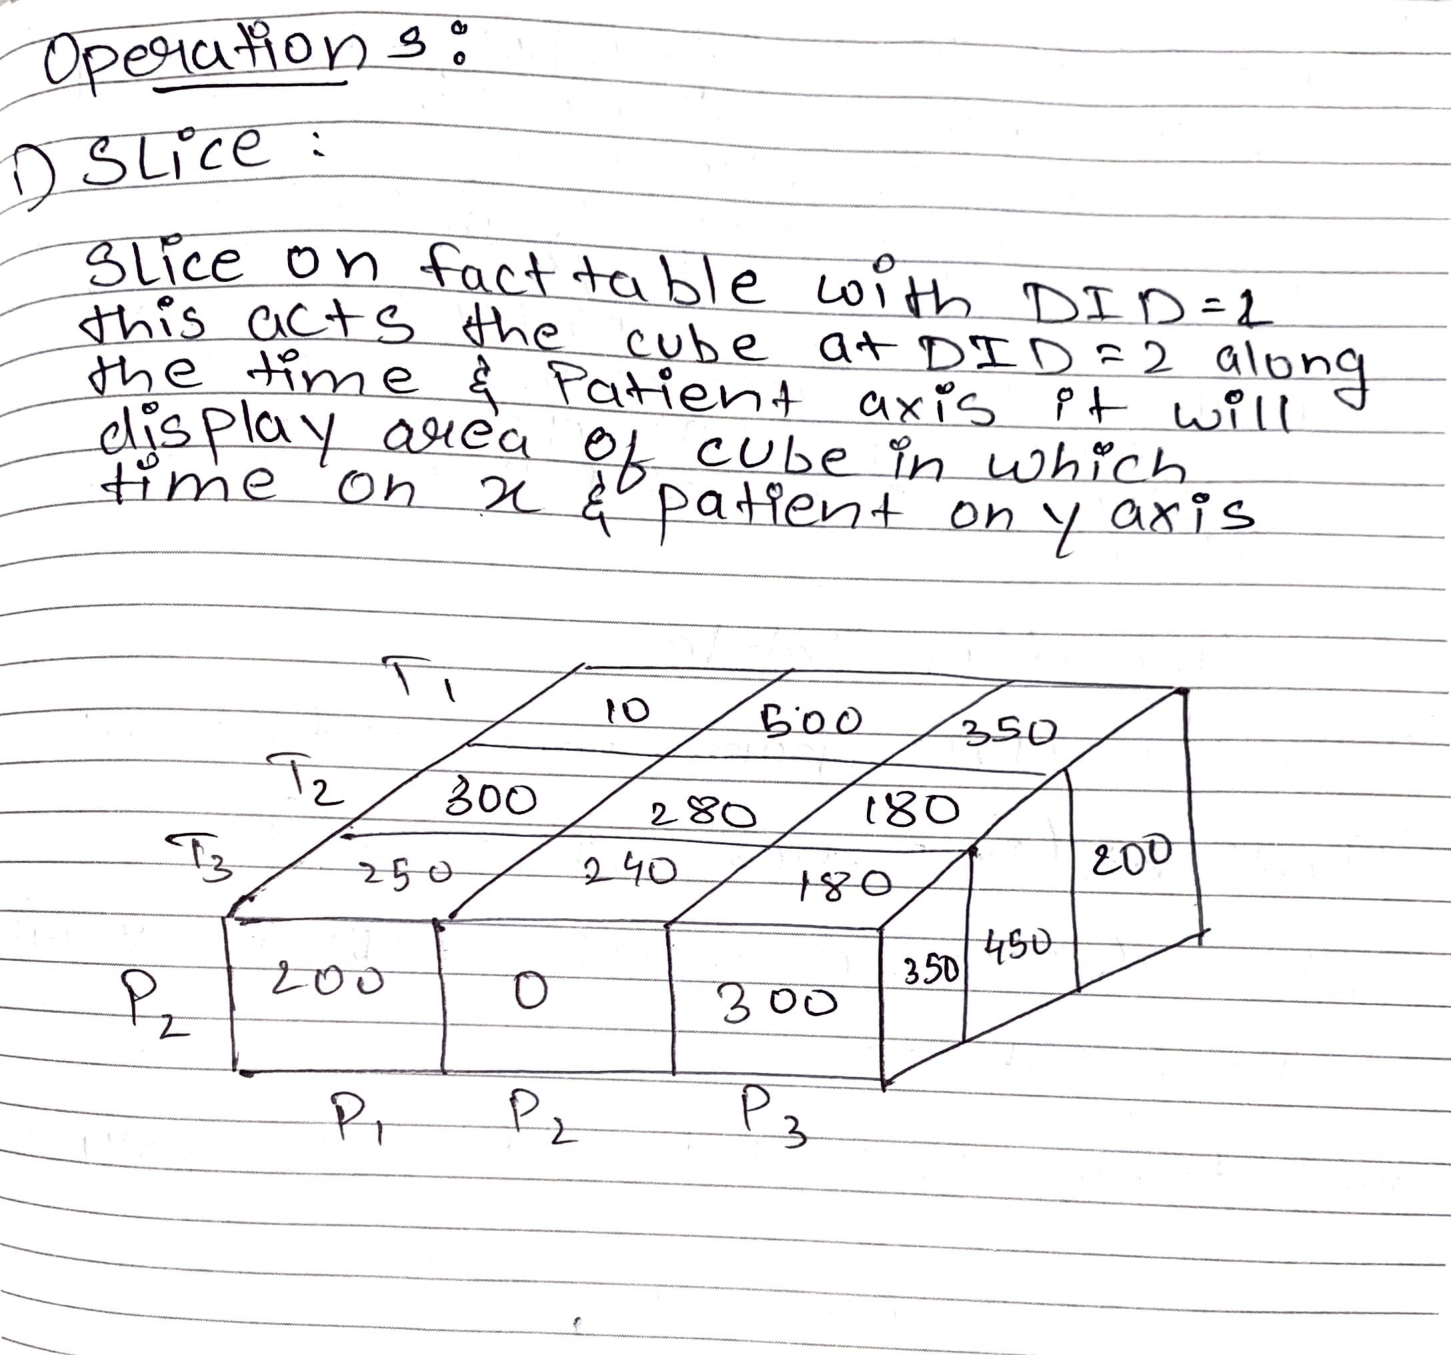 Operations:
1) Slice :
Slice on fact table with DID=2
this acts the cube at DID=2 along
the time & Patient axis it will
display area of cube in which
time on x & patient on y axis
T1 10 500 350
T2 300 280 180 200
T3 250 240 180
350 450
P2 200 0 300
P1 P2 P3